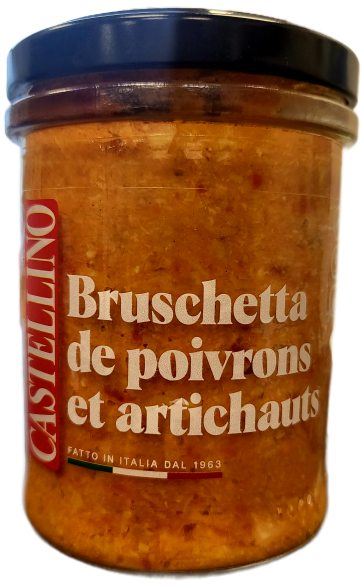 CASTELLINO
Bruschetta
de poivrons
et artichauts
FATTO IN ITALIA DAL 1963